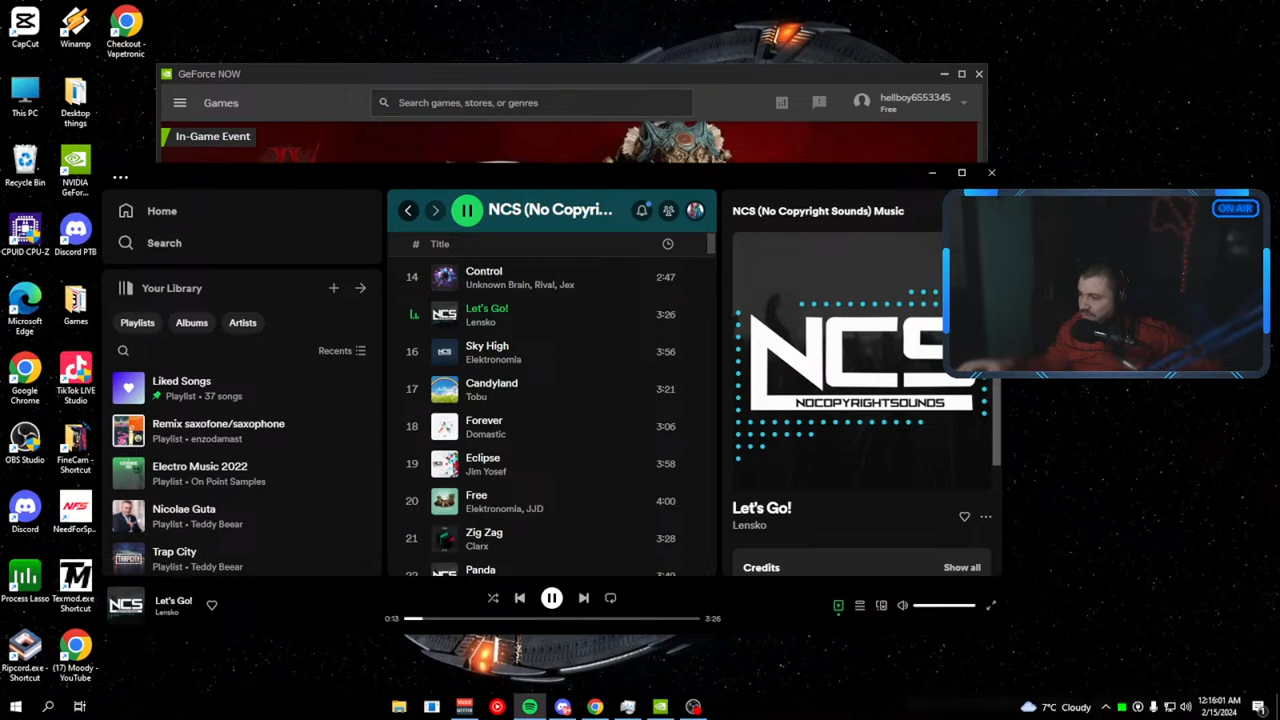 CapCut
Winamp
Checkout -
Vapetronic
This PC
Desktop
things
Recycle Bin
NVIDIA
GeFor...
CPUID CPU-Z
Discord PTB
Microsoft
Edge
Games
Google
Chrome
TikTok LIVE
Studio
OBS Studio
FineCam -
Shortcut
Discord
NeedForSp...
Process Lasso
Texmod.exe
Shortcut
Ripcord.exe -
Shortcut
(17) Moody -
YouTube
GeForce NOW
Games
Search games, stores, or genres
hellboy6553345
Free
In-Game Event
Home
Search
Your Library
Playlists
Albums
Artists
Recents
Liked Songs
Playlist • 37 songs
Remix saxofone/saxophone
Playlist • enzodamast
Electro Music 2022
Playlist • On Point Samples
Nicolae Guta
Playlist • Teddy Beear
Trap City
Playlist • Teddy Beear
NCS (No Copyri...
# Title
14 Control 2:47
Unknown Brain, Rival, Jex
Let's Go! 3:26
Lensko
16 Sky High 3:56
Elektronomia
17 Candyland 3:21
Tobu
18 Forever 3:06
Domastic
19 Eclipse 3:58
Jim Yosef
20 Free 4:00
Elektronomia, JJD
21 Zig Zag 3:28
Clarx
Panda
NCS (No Copyright Sounds) Music
NCS
NOCOPYRIGHTSOUNDS
Let's Go!
Lensko
Credits
Show all
ON AIR
NCS
Let's Go!
Lensko
0:13
3:26
7°C Cloudy
12:16:01 AM
2/15/2024